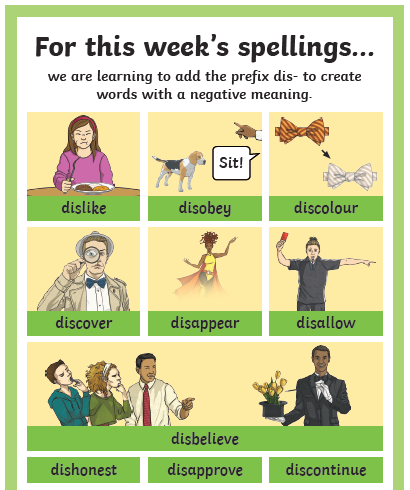 For this week's spellings...
we are learning to add the prefix dis- to create
words with a negative meaning.
Sit!
dislike
disobey
discolour
discover
disappear
disallow
disbelieve
dishonest
disapprove
discontinue